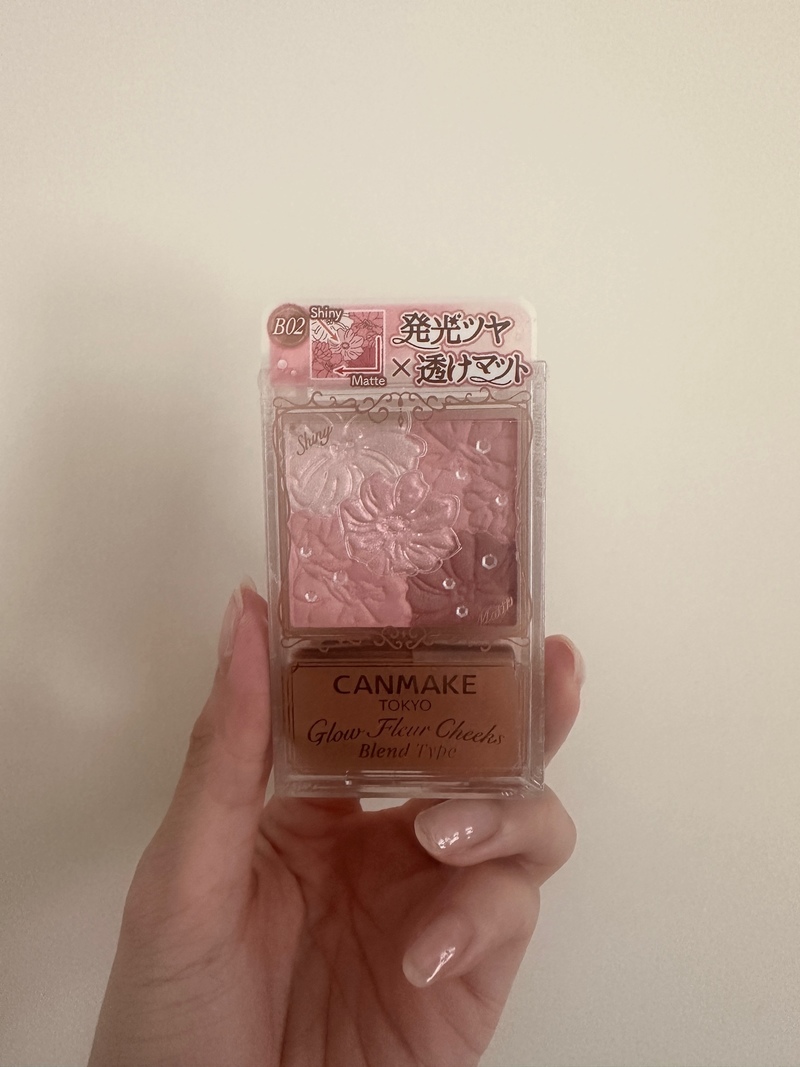 B02
Shiny
Matte
発光ツヤ
×透けマット
Shiny
Matte
CANMAKE
TOKYO
Glow Fleur Cheeks
Blend Type